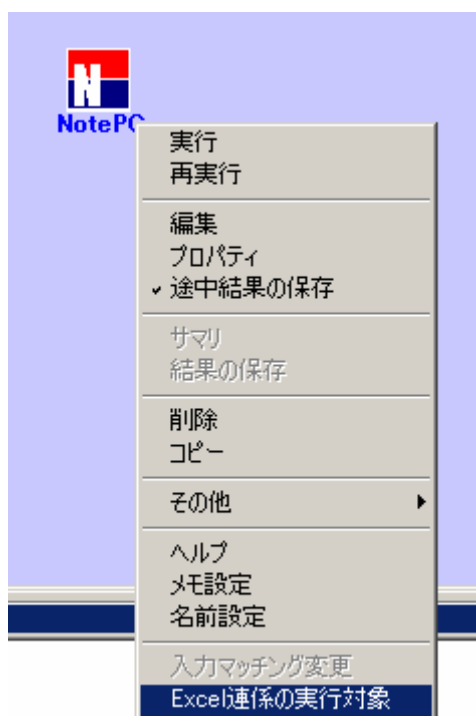 N
NotePC
実行
再実行
編集
プロパティ
途中結果の保存
サマリ
結果の保存
削除
コピー
その他
ヘルプ
メモ設定
名前設定
入力マッチング変更
Excel連係の実行対象